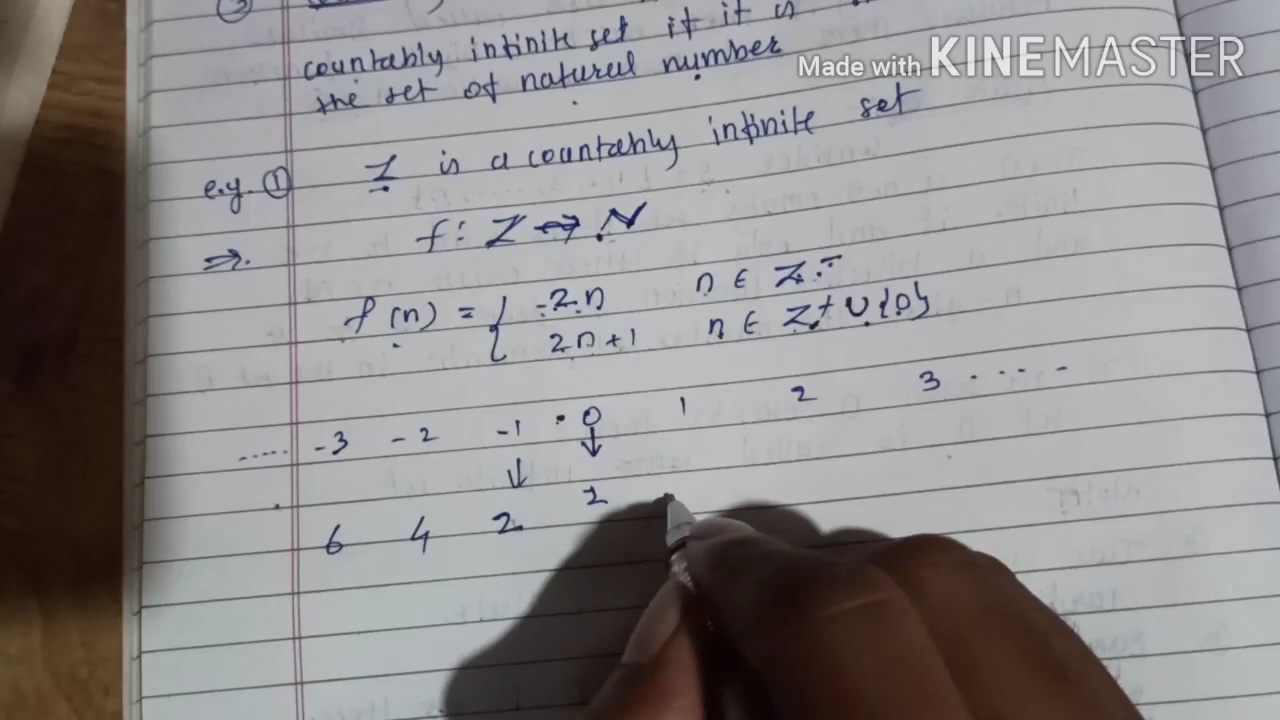 Made with KINEMASTER
countably infinite set if it is
the set of natural number
e.g. ① Z is a countably infinite set
⇒ f: Z ↔ N
f(n) = { -2n n ∈ Z⁻
2n+1 n ∈ Z⁺ ∪ {0}
..... -3 -2 -1 0 1 2 3 .....
↓ ↓
6 4 2 1